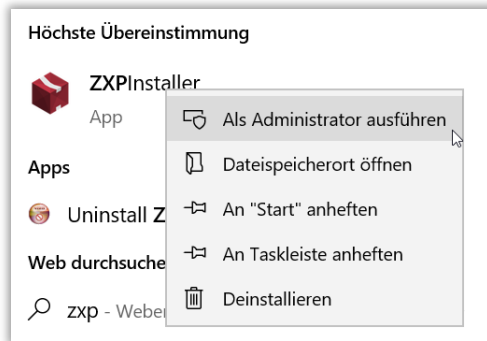 Höchste Übereinstimmung
ZXPInstaller
App
Als Administrator ausführen
Dateispeicherort öffnen
An "Start" anheften
An Taskleiste anheften
Deinstallieren
Apps
Uninstall Z
Web durchsuche
zxp - Weber